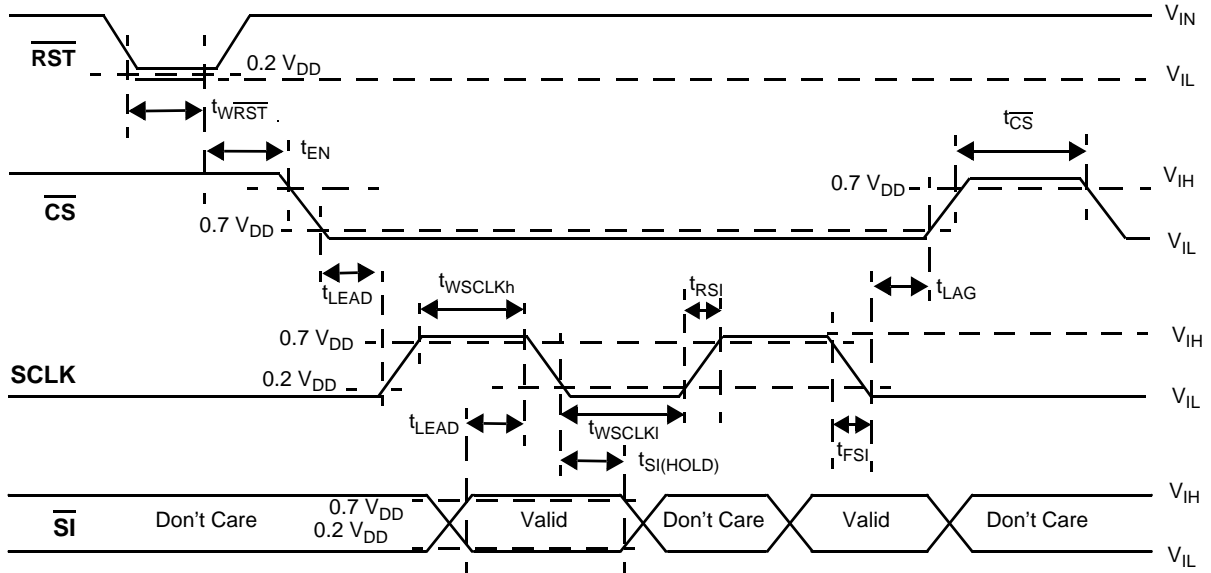 V_IN
RST
0.2 V_DD
V_IL
t_WRST
t_CS
t_EN
0.7 V_DD
V_IH
CS
0.7 V_DD
V_IL
t_LEAD
t_WSCLKh
t_RSI
t_LAG
0.7 V_DD
V_IH
SCLK
0.2 V_DD
V_IL
t_LEAD
t_WSCLKl
t_FSI
t_SI(HOLD)
V_IH
SI
Don't Care
0.7 V_DD
0.2 V_DD
Valid
Don't Care
Valid
Don't Care
V_IL